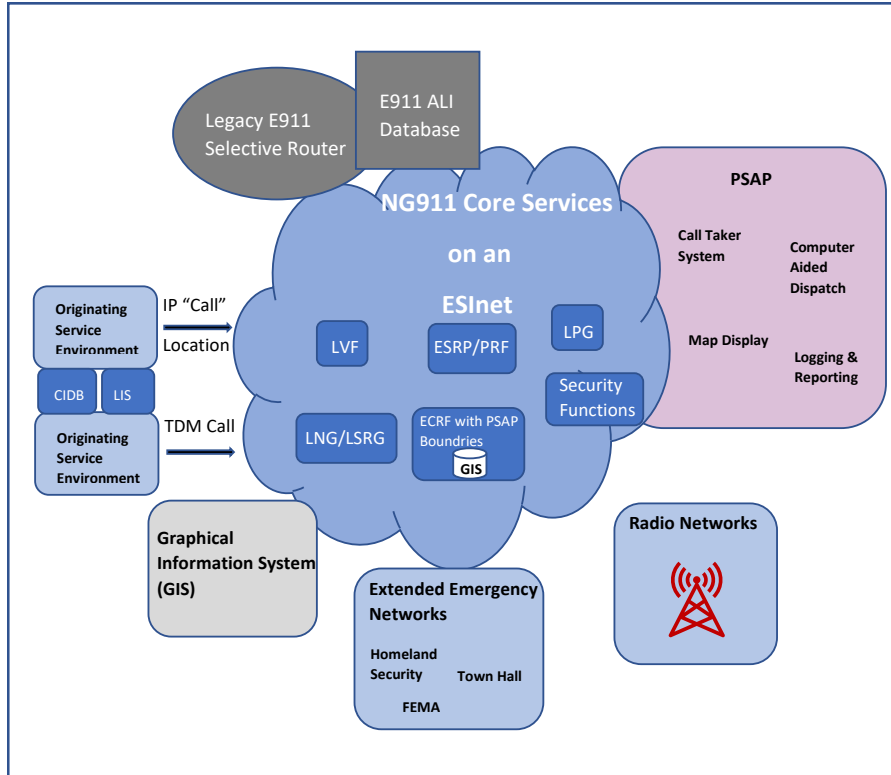 Legacy E911
Selective Router
E911 ALI
Database
NG911 Core Services
on an
ESInet
PSAP
Call Taker
System
Computer
Aided
Dispatch
Map Display
Logging &
Reporting
Originating
Service
Environment
IP “Call”
Location
CIDB
LIS
Originating
Service
Environment
TDM Call
LVF
ESRP/PRF
LPG
Security
Functions
LNG/LSRG
ECRF with PSAP
Boundries
GIS
Graphical
Information System
(GIS)
Extended Emergency
Networks
Homeland
Security
Town Hall
FEMA
Radio Networks